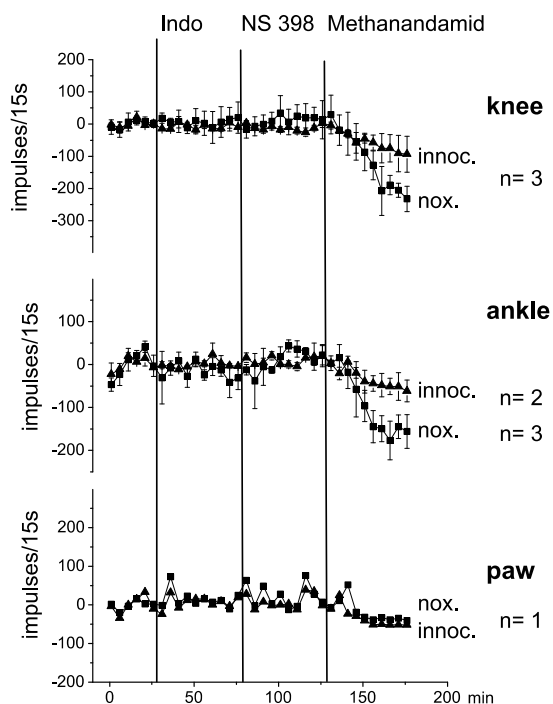 Indo NS 398 Methanandamid
200
100
0
-100
-200
-300
impulses/15s
knee
innoc.
n= 3
nox.
100
0
-100
-200
impulses/15s
ankle
innoc.
n= 2
nox.
n= 3
200
100
0
-100
-200
impulses/15s
paw
nox.
n= 1
innoc.
0 50 100 150 200 min